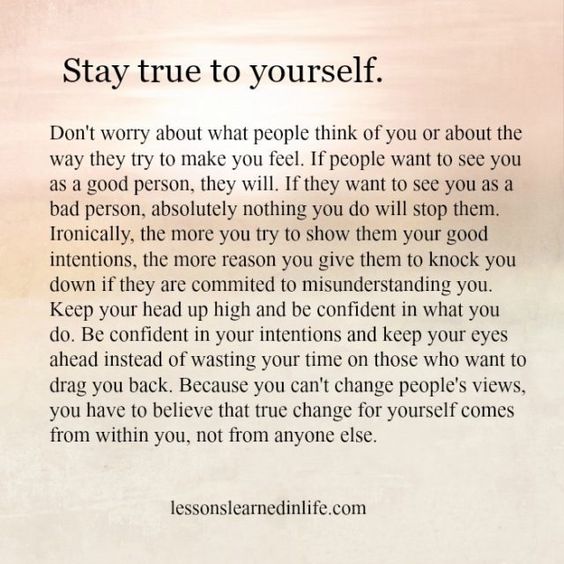 Stay true to yourself.
Don't worry about what people think of you or about the
way they try to make you feel. If people want to see you
as a good person, they will. If they want to see you as a
bad person, absolutely nothing you do will stop them.
Ironically, the more you try to show them your good
intentions, the more reason you give them to knock you
down if they are commited to misunderstanding you.
Keep your head up high and be confident in what you
do. Be confident in your intentions and keep your eyes
ahead instead of wasting your time on those who want to
drag you back. Because you can't change people's views,
you have to believe that true change for yourself comes
from within you, not from anyone else.
lessonslearnedinlife.com